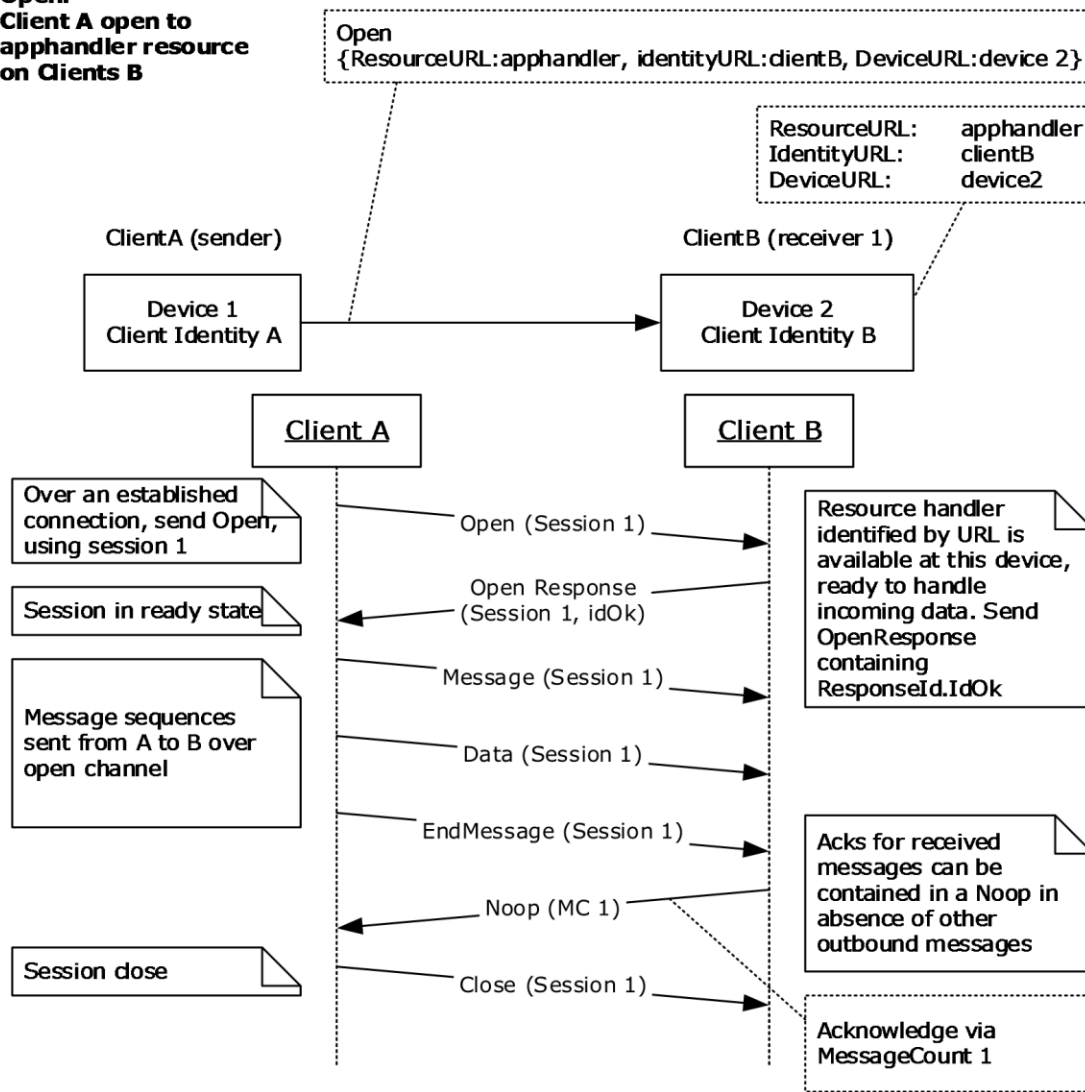 Open:
Client A open to
apphandler resource
on Clients B
Open
{ResourceURL:apphandler, identityURL:clientB, DeviceURL:device 2}
ResourceURL: apphandler
IdentityURL: clientB
DeviceURL: device2
ClientA (sender)
ClientB (receiver 1)
Device 1
Client Identity A
Device 2
Client Identity B
Client A
Client B
Over an established
connection, send Open,
using session 1
Open (Session 1)
Resource handler
identified by URL is
available at this device,
ready to handle
incoming data. Send
OpenResponse
containing
ResponseId.IdOk
Open Response
(Session 1, idOk)
Session in ready state
Message (Session 1)
Message sequences
sent from A to B over
open channel
Data (Session 1)
EndMessage (Session 1)
Acks for received
messages can be
contained in a Noop in
absence of other
outbound messages
Noop (MC 1)
Session close
Close (Session 1)
Acknowledge via
MessageCount 1